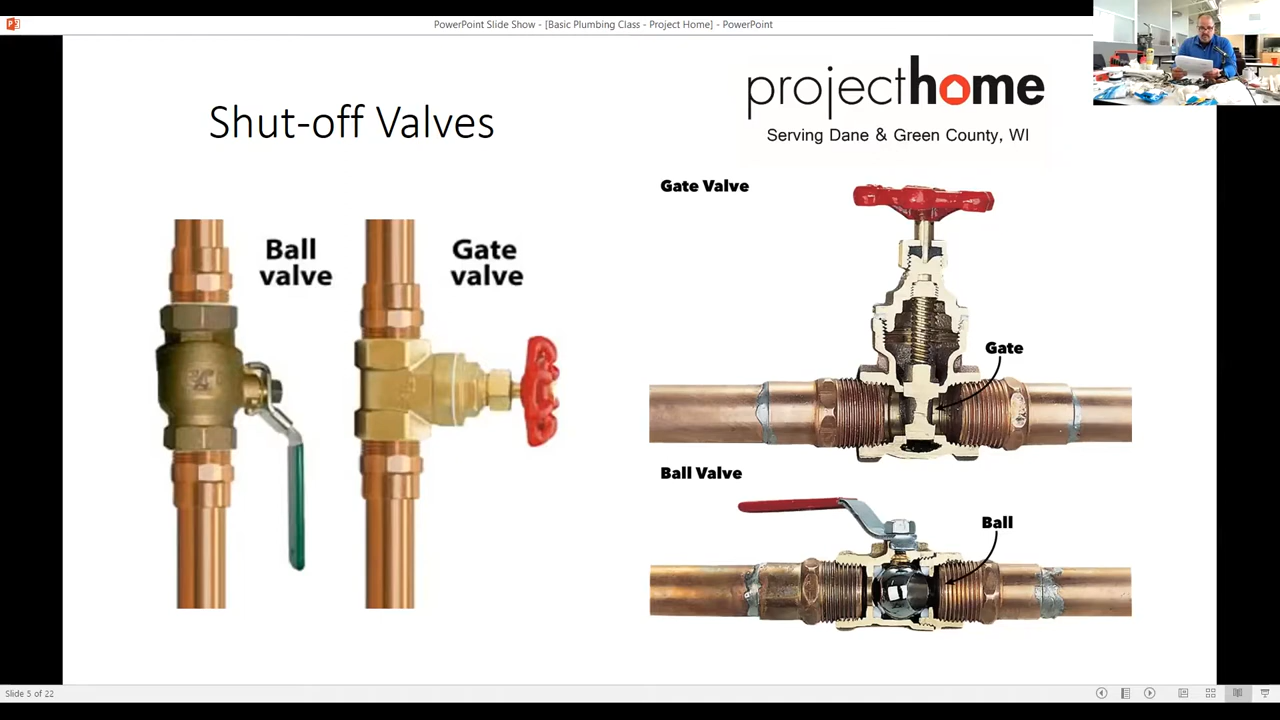 PowerPoint Slide Show - [Basic Plumbing Class - Project Home] - PowerPoint
Shut-off Valves
projecthome
Serving Dane & Green County, WI
Ball
valve
Gate
valve
Gate Valve
Gate
Ball Valve
Ball
Slide 5 of 22